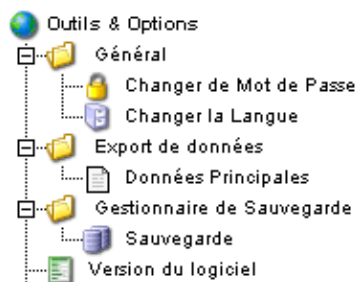 Outils & Options
Général
Changer de Mot de Passe
Changer la Langue
Export de données
Données Principales
Gestionnaire de Sauvegarde
Sauvegarde
Version du logiciel